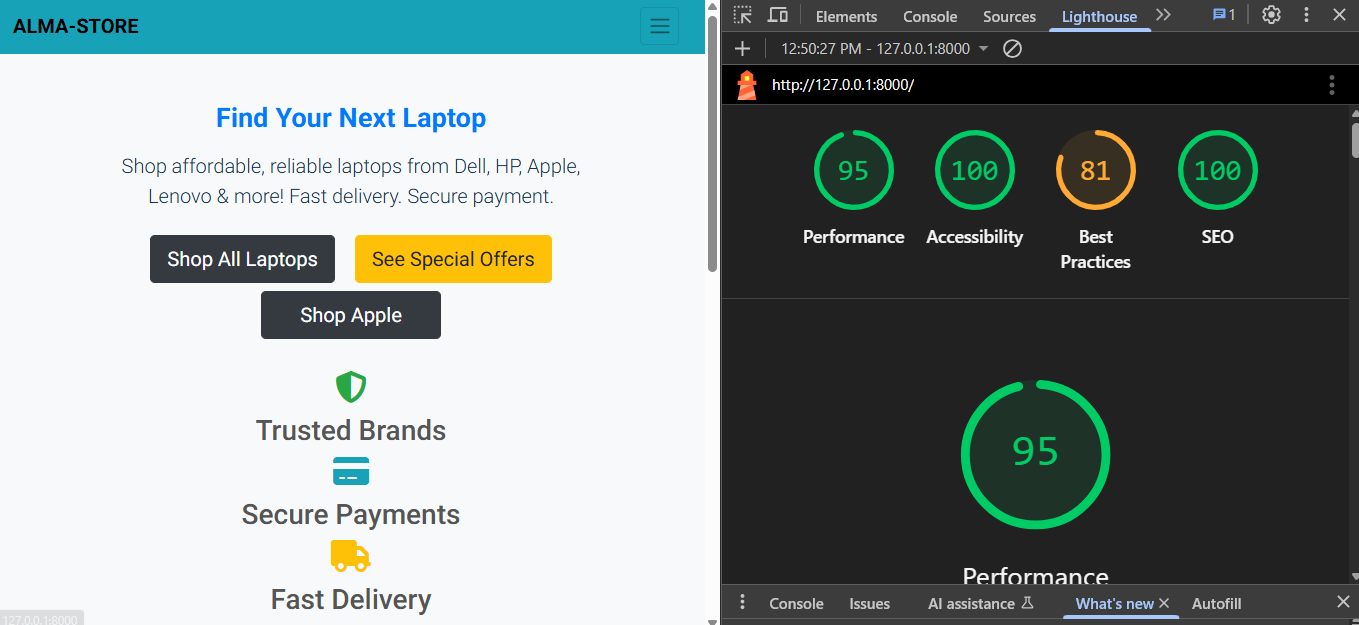 ALMA-STORE
Find Your Next Laptop
Shop affordable, reliable laptops from Dell, HP, Apple,
Lenovo & more! Fast delivery. Secure payment.
Shop All Laptops
See Special Offers
Shop Apple
Trusted Brands
Secure Payments
Fast Delivery
127.0.0.1:8000
Elements
Console
Sources
Lighthouse
1
12:50:27 PM - 127.0.0.1:8000
http://127.0.0.1:8000/
95
Performance
100
Accessibility
81
Best
Practices
100
SEO
95
Performance
Console
Issues
AI assistance
What's new
Autofill